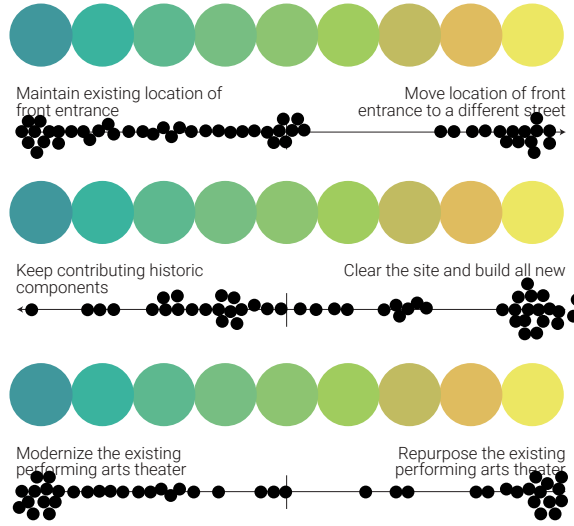 Maintain existing location of
front entrance
Move location of front
entrance to a different street
Keep contributing historic
components
Clear the site and build all new
Modernize the existing
performing arts theater
Repurpose the existing
performing arts theater